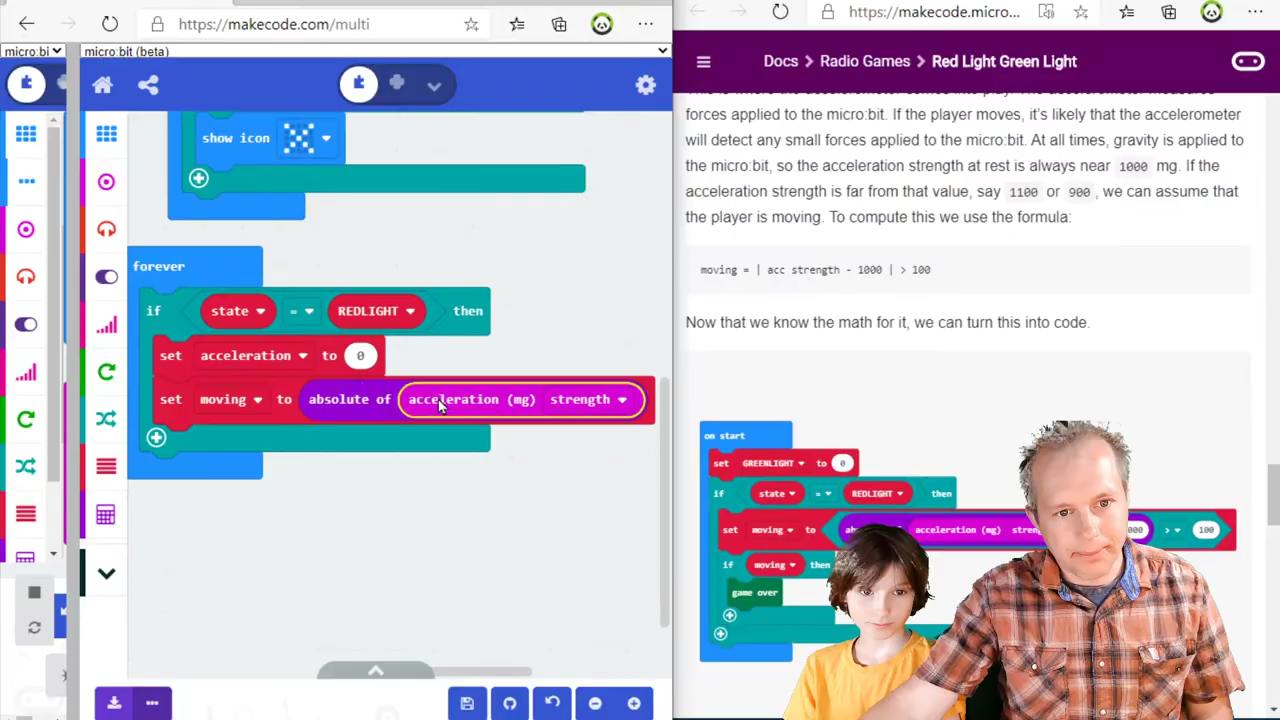 https://makecode.com/multi
https://makecode.micro...
micro:bi
micro:bit (beta)
Docs > Radio Games > Red Light Green Light
show icon
forever
if state = REDLIGHT then
set acceleration to 0
set moving to absolute of acceleration (mg) strength
forces applied to the micro:bit. If the player moves, it's likely that the accelerometer
will detect any small forces applied to the micro:bit. At all times, gravity is applied to
the micro:bit, so the acceleration strength at rest is always near 1000 mg. If the
acceleration strength is far from that value, say 1100 or 900, we can assume that
the player is moving. To compute this we use the formula:
moving = | acc strength - 1000 | > 100
Now that we know the math for it, we can turn this into code.
on start
set GREENLIGHT to 0
if state = REDLIGHT then
set moving to acceleration (mg) > 100
if moving then
game over